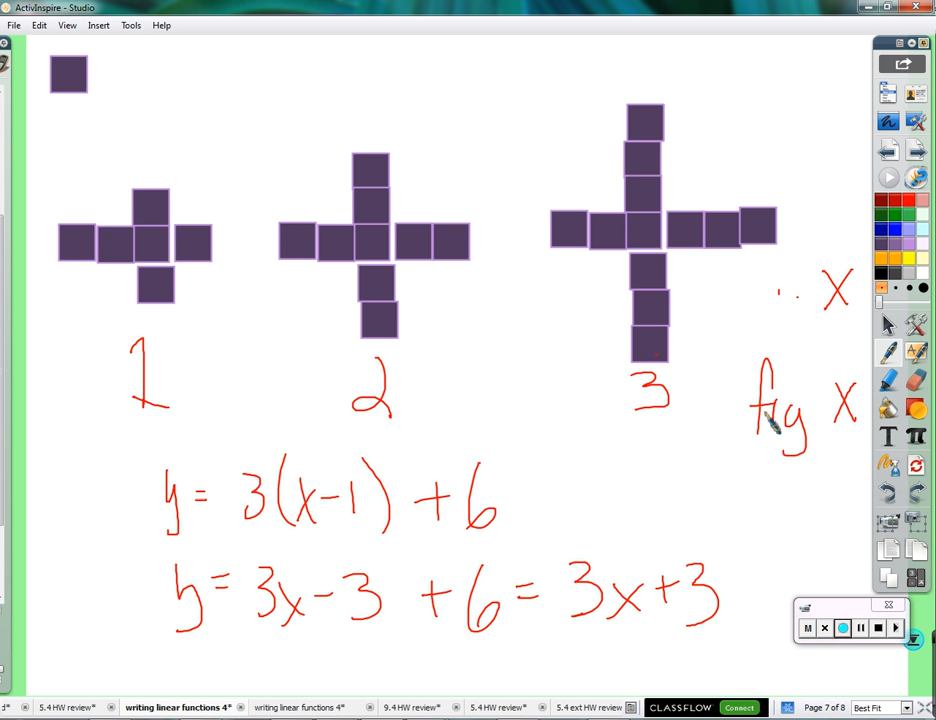 ActivInspire - Studio
File Edit View Insert Tools Help
·· x
1 2 3 fig x
y = 3(x-1) + 6
y = 3x - 3 + 6 = 3x + 3
T π
M
d* 5.4 HW review* writing linear functions 4* writing linear functions 4* 9.4 HW review* 5.4 HW review* 5.4 ext HW review CLASSFLOW Connect Page 7 of 8 Best Fit